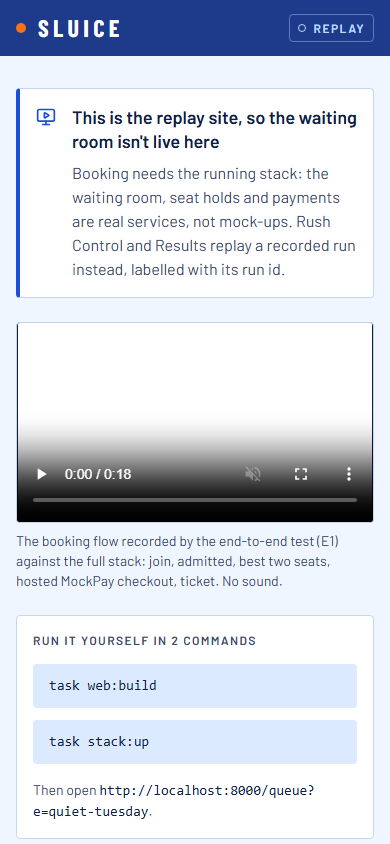 SLUICE
REPLAY
This is the replay site, so the waiting
room isn't live here
Booking needs the running stack: the
waiting room, seat holds and payments
are real services, not mock-ups. Rush
Control and Results replay a recorded run
instead, labelled with its run id.
0:00 / 0:18
The booking flow recorded by the end-to-end test (E1)
against the full stack: join, admitted, best two seats,
hosted MockPay checkout, ticket. No sound.
RUN IT YOURSELF IN 2 COMMANDS
task web:build
task stack:up
Then open http://localhost:8000/queue?
e=quiet-tuesday.